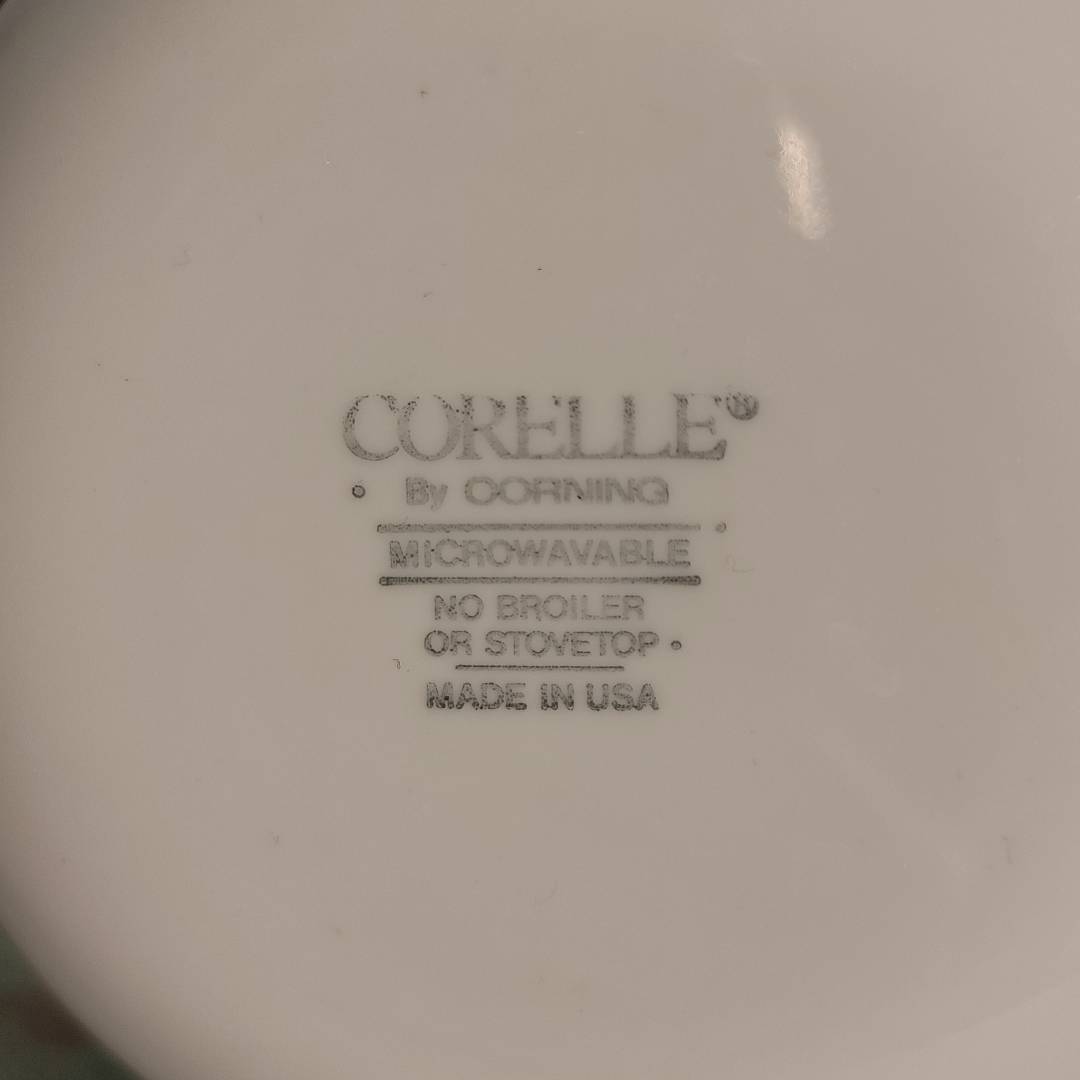 CORELLE®
By CORNING
MICROWAVABLE
NO BROILER
OR STOVETOP
MADE IN USA